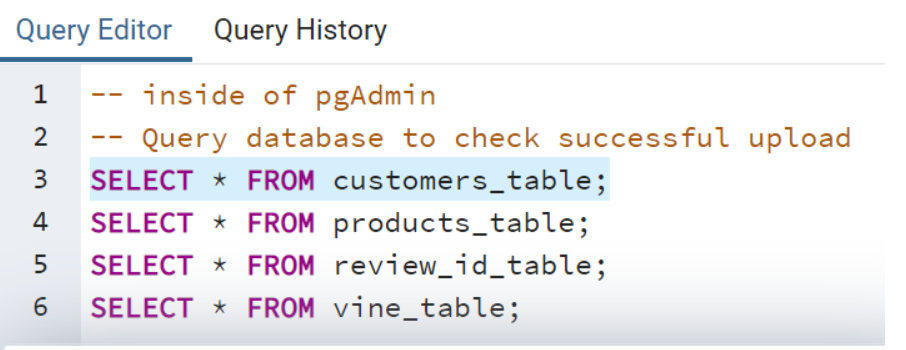 Query Editor Query History
1 -- inside of pgAdmin
2 -- Query database to check successful upload
3 SELECT * FROM customers_table;
4 SELECT * FROM products_table;
5 SELECT * FROM review_id_table;
6 SELECT * FROM vine_table;